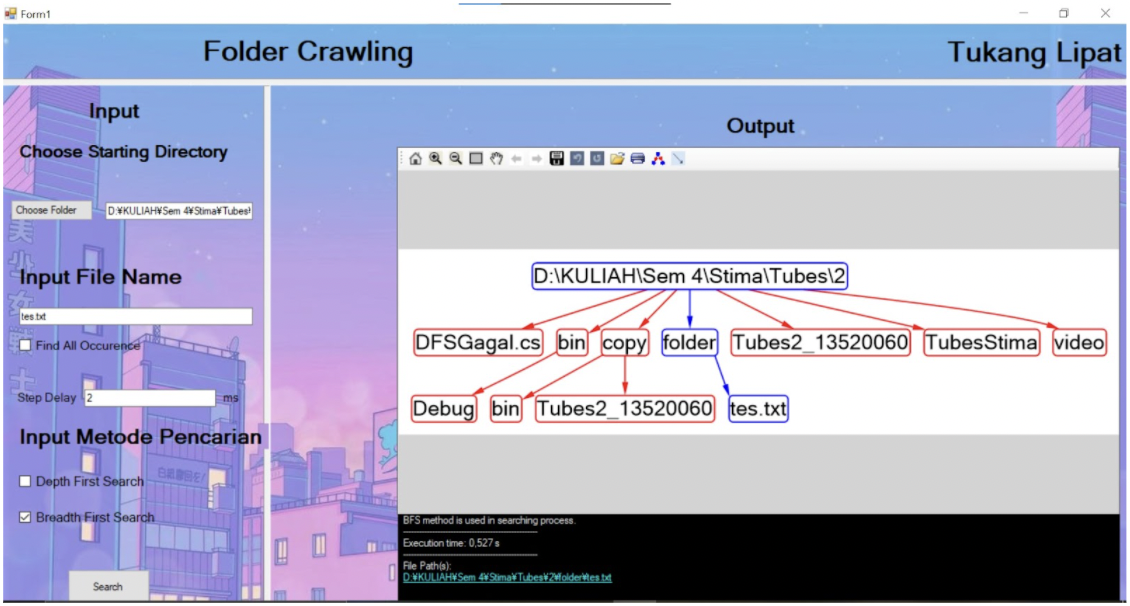 Form1
Folder Crawling
Tukang Lipat
Input
Choose Starting Directory
Choose Folder
D:¥KULIAH¥Sem 4¥Stima¥Tubes¥
Input File Name
tes.txt
Find All Occurence
Step Delay 2 ms
Input Metode Pencarian
Depth First Search
Breadth First Search
Search
Output
D:\KULIAH\Sem 4\Stima\Tubes\2
DFSGagal.cs bin copy folder Tubes2_13520060 TubesStima video
Debug bin Tubes2_13520060 tes.txt
BFS method is used in searching process.
Execution time: 0,527 s
File Path(s):
D:¥KULIAH¥Sem 4¥Stima¥Tubes¥2¥folder¥tes.txt